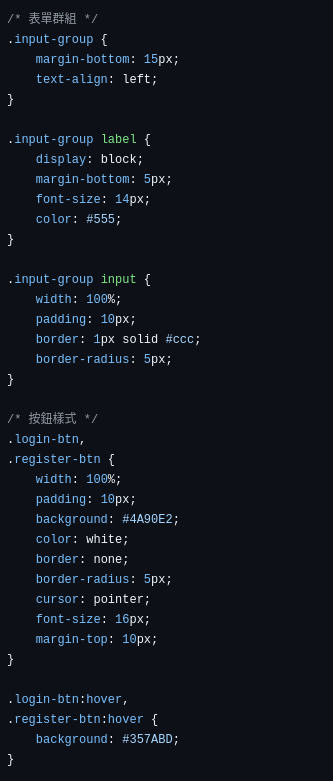 /* 表單群組 */
.input-group {
    margin-bottom: 15px;
    text-align: left;
}

.input-group label {
    display: block;
    margin-bottom: 5px;
    font-size: 14px;
    color: #555;
}

.input-group input {
    width: 100%;
    padding: 10px;
    border: 1px solid #ccc;
    border-radius: 5px;
}

/* 按鈕樣式 */
.login-btn,
.register-btn {
    width: 100%;
    padding: 10px;
    background: #4A90E2;
    color: white;
    border: none;
    border-radius: 5px;
    cursor: pointer;
    font-size: 16px;
    margin-top: 10px;
}

.login-btn:hover,
.register-btn:hover {
    background: #357ABD;
}